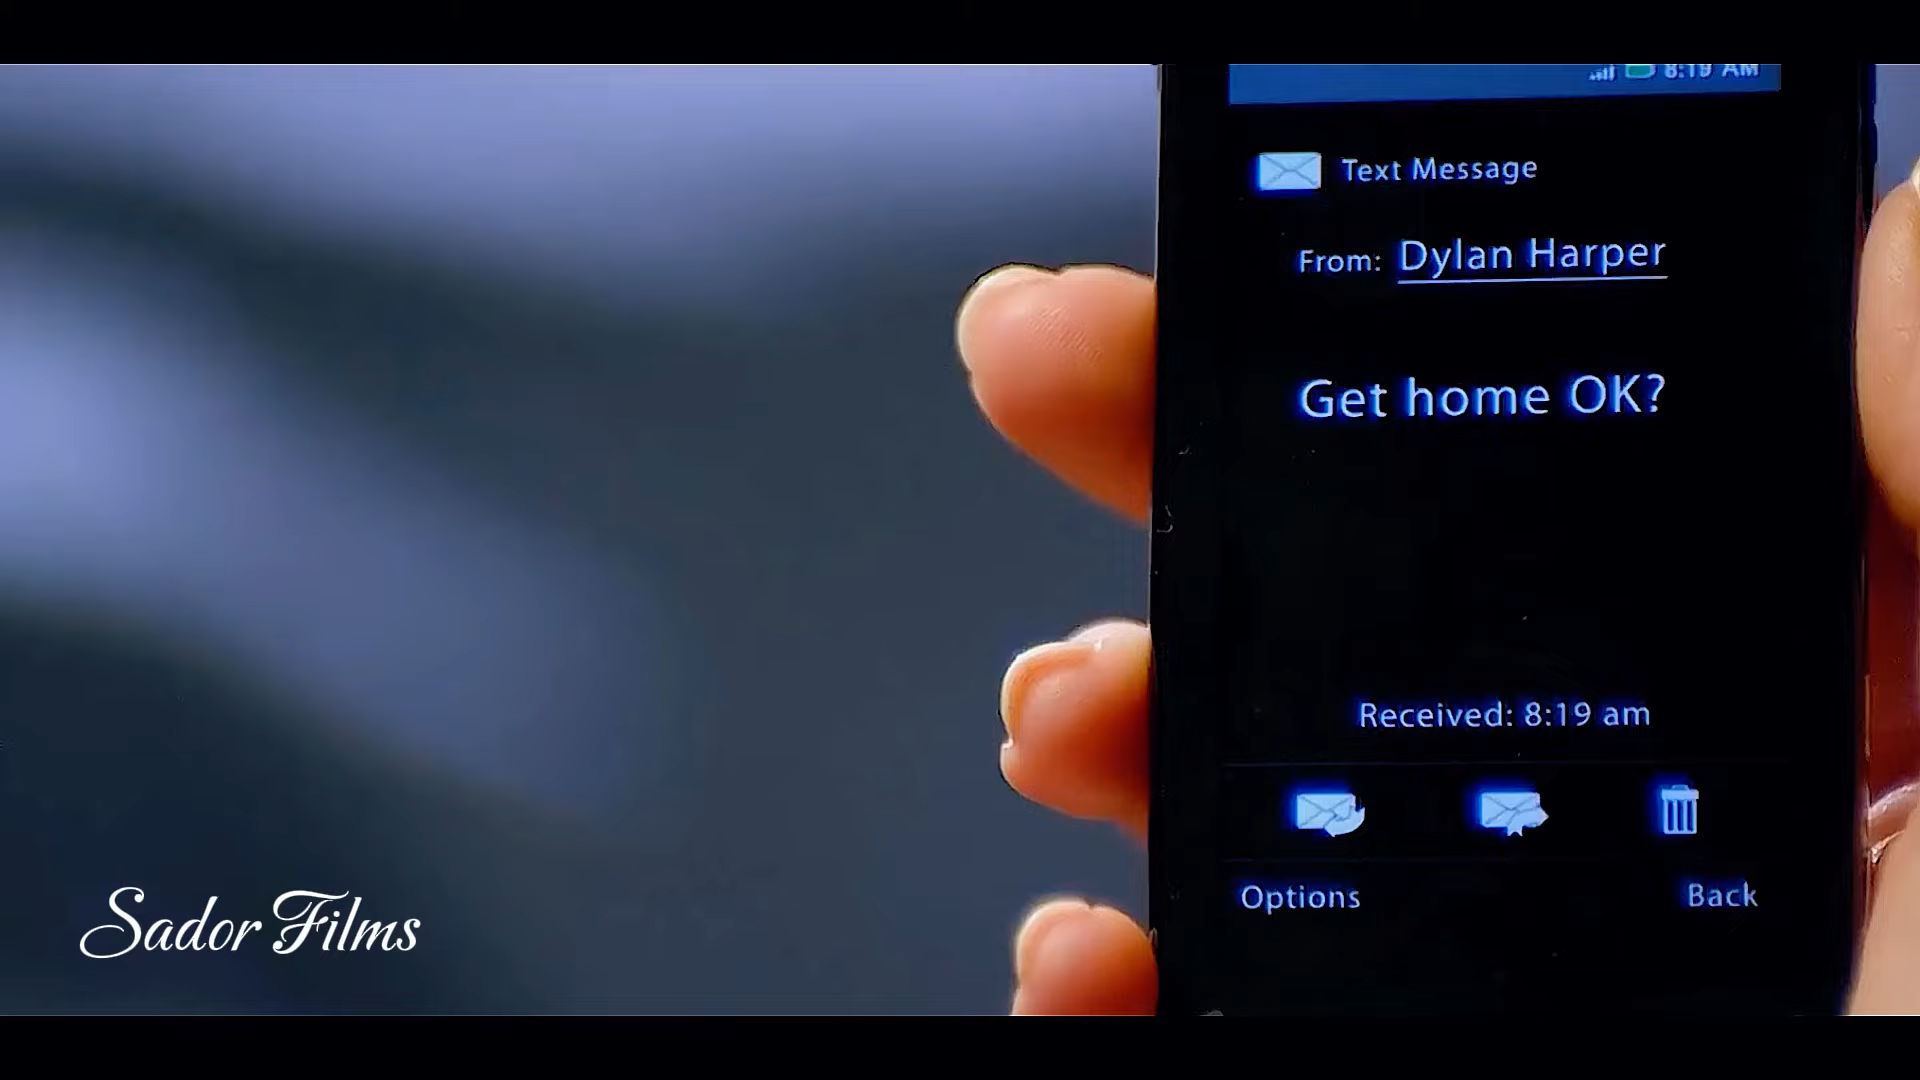 8:19 AM
Text Message
From: Dylan Harper
Get home OK?
Received: 8:19 am
Options
Back
Sador Films